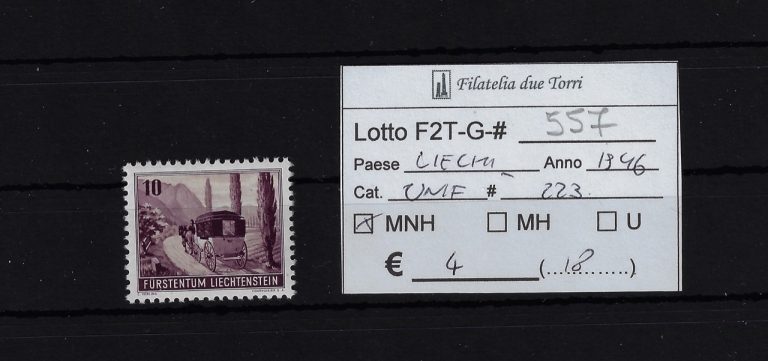 10
FÜRSTENTUM LIECHTENSTEIN
Filatelia due Torri
Lotto F2T-G-# 557
Paese LIECHT Anno 1946
Cat. UNIF # 223.
MNH MH U
€ 4 (...18............)